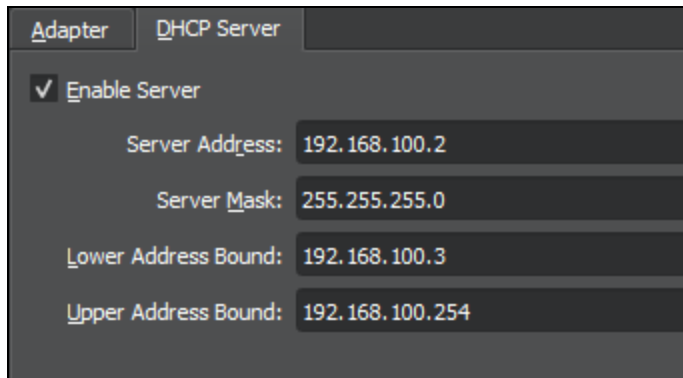 Adapter DHCP Server
Enable Server
Server Address: 192.168.100.2
Server Mask: 255.255.255.0
Lower Address Bound: 192.168.100.3
Upper Address Bound: 192.168.100.254